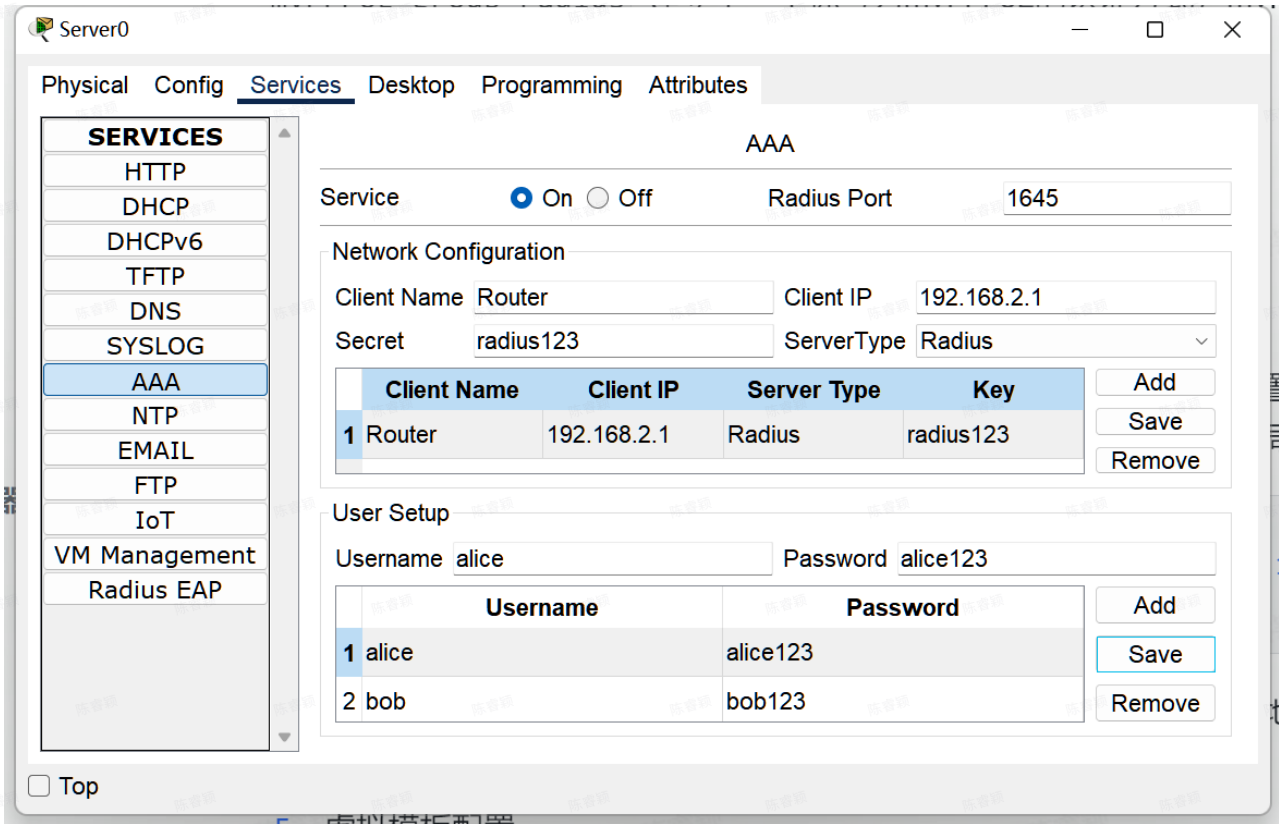 Server0
Physical Config Services Desktop Programming Attributes
SERVICES
HTTP
DHCP
DHCPv6
TFTP
DNS
SYSLOG
AAA
NTP
EMAIL
FTP
IoT
VM Management
Radius EAP
AAA
Service On Off Radius Port 1645
Network Configuration
Client Name Router Client IP 192.168.2.1
Secret radius123 ServerType Radius
Client Name Client IP Server Type Key
1 Router 192.168.2.1 Radius radius123
Add
Save
Remove
User Setup
Username alice Password alice123
Username Password
1 alice alice123
2 bob bob123
Add
Save
Remove
Top
陈睿颖